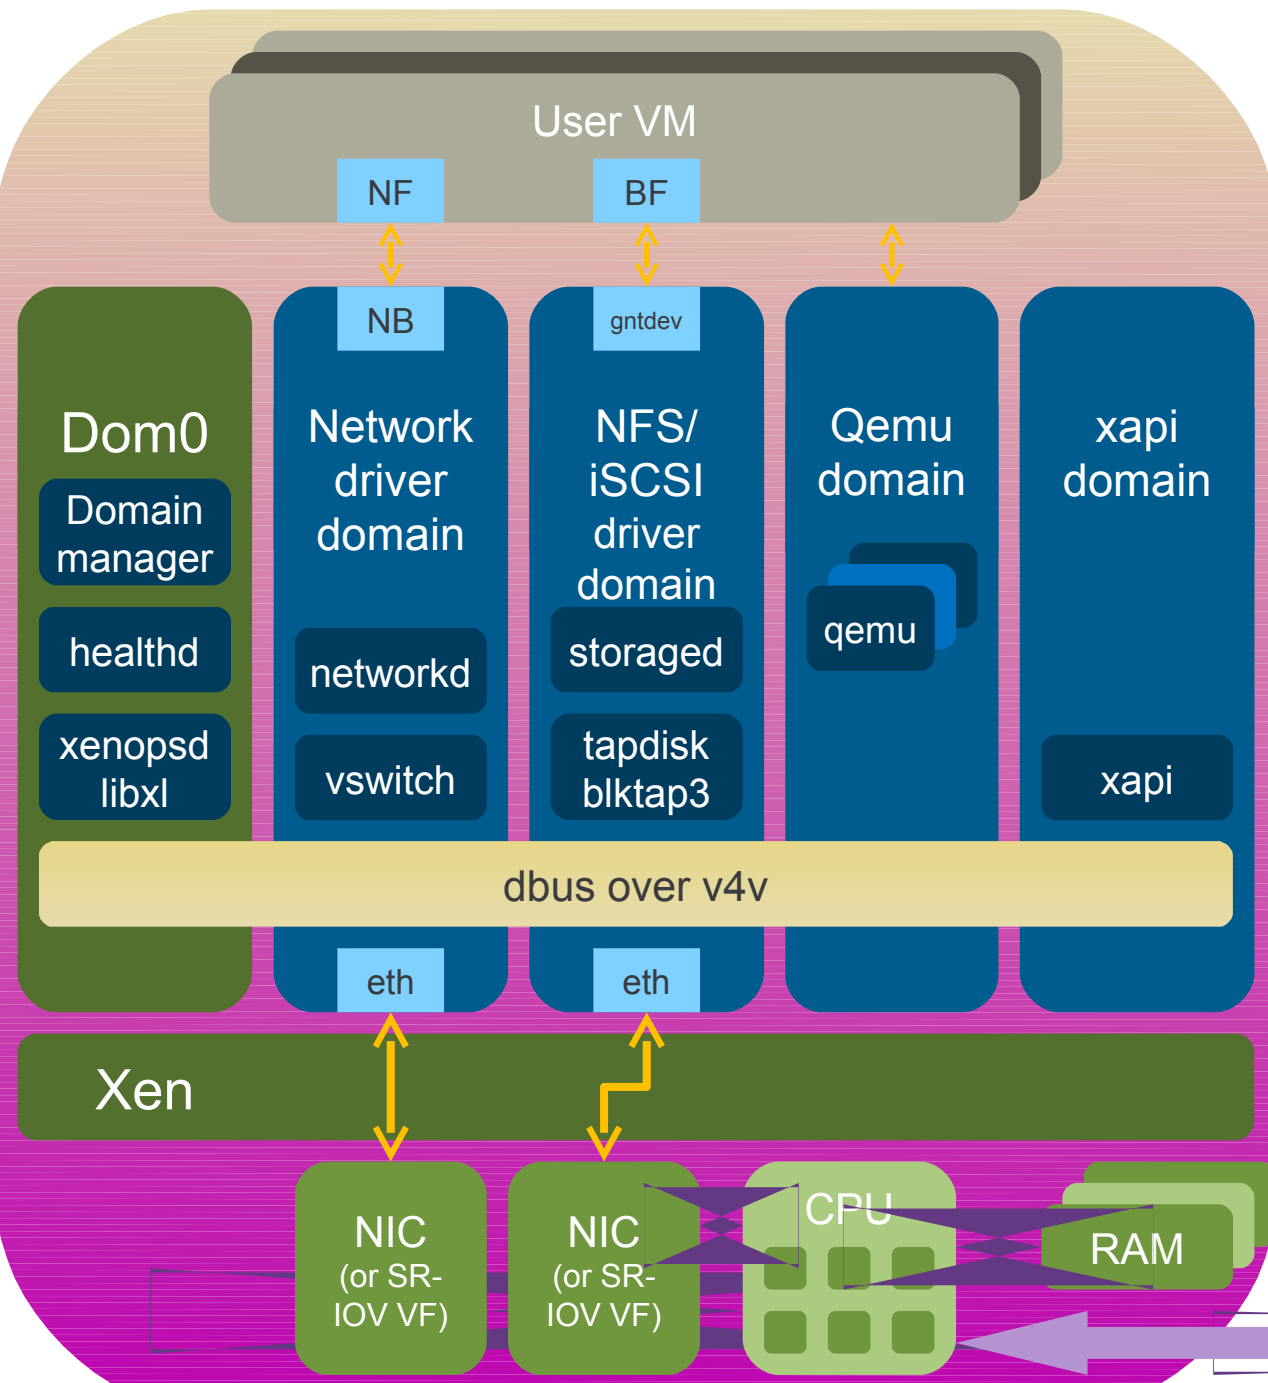 User VM
NF
BF
NB
gntdev
Dom0
Domain
manager
healthd
xenopsd
libxl
Network
driver
domain
networkd
vswitch
NFS/
iSCSI
driver
domain
storaged
tapdisk
blktap3
Qemu
domain
qemu
xapi
domain
xapi
dbus over v4v
eth
eth
Xen
NIC
(or SR-
IOV VF)
NIC
(or SR-
IOV VF)
CPU
RAM